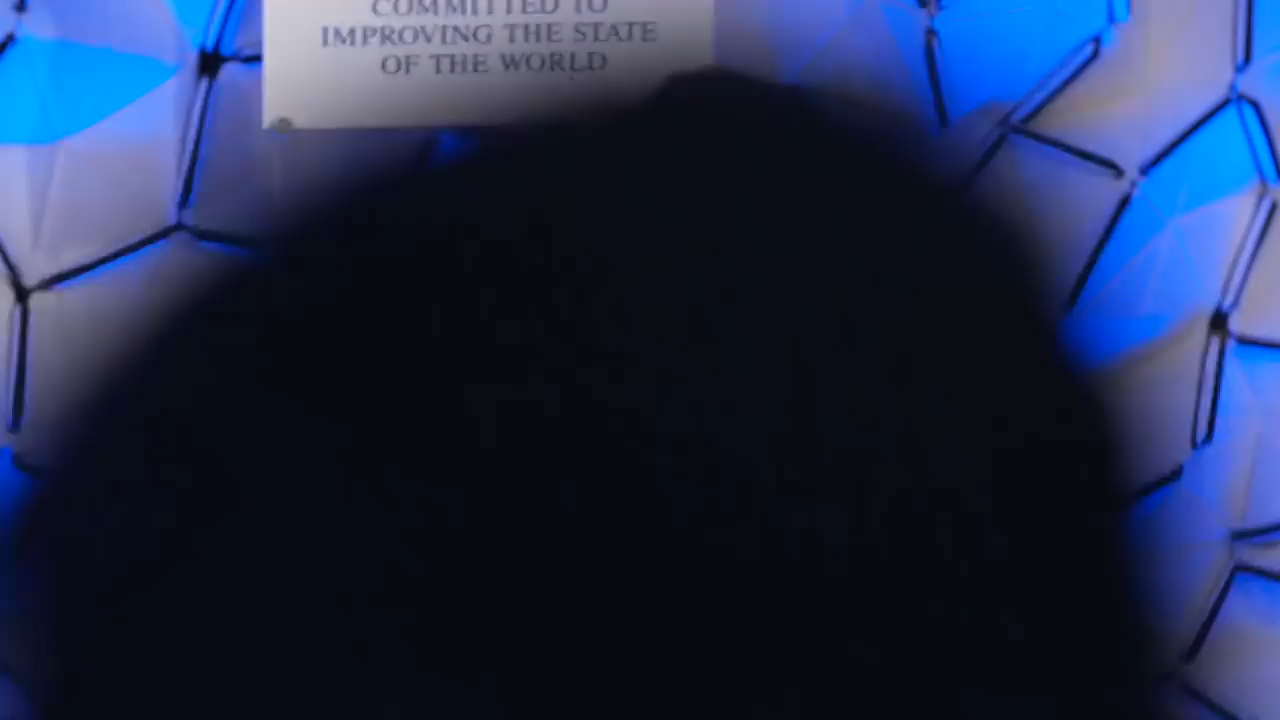 COMMITTED TO
IMPROVING THE STATE
OF THE WORLD